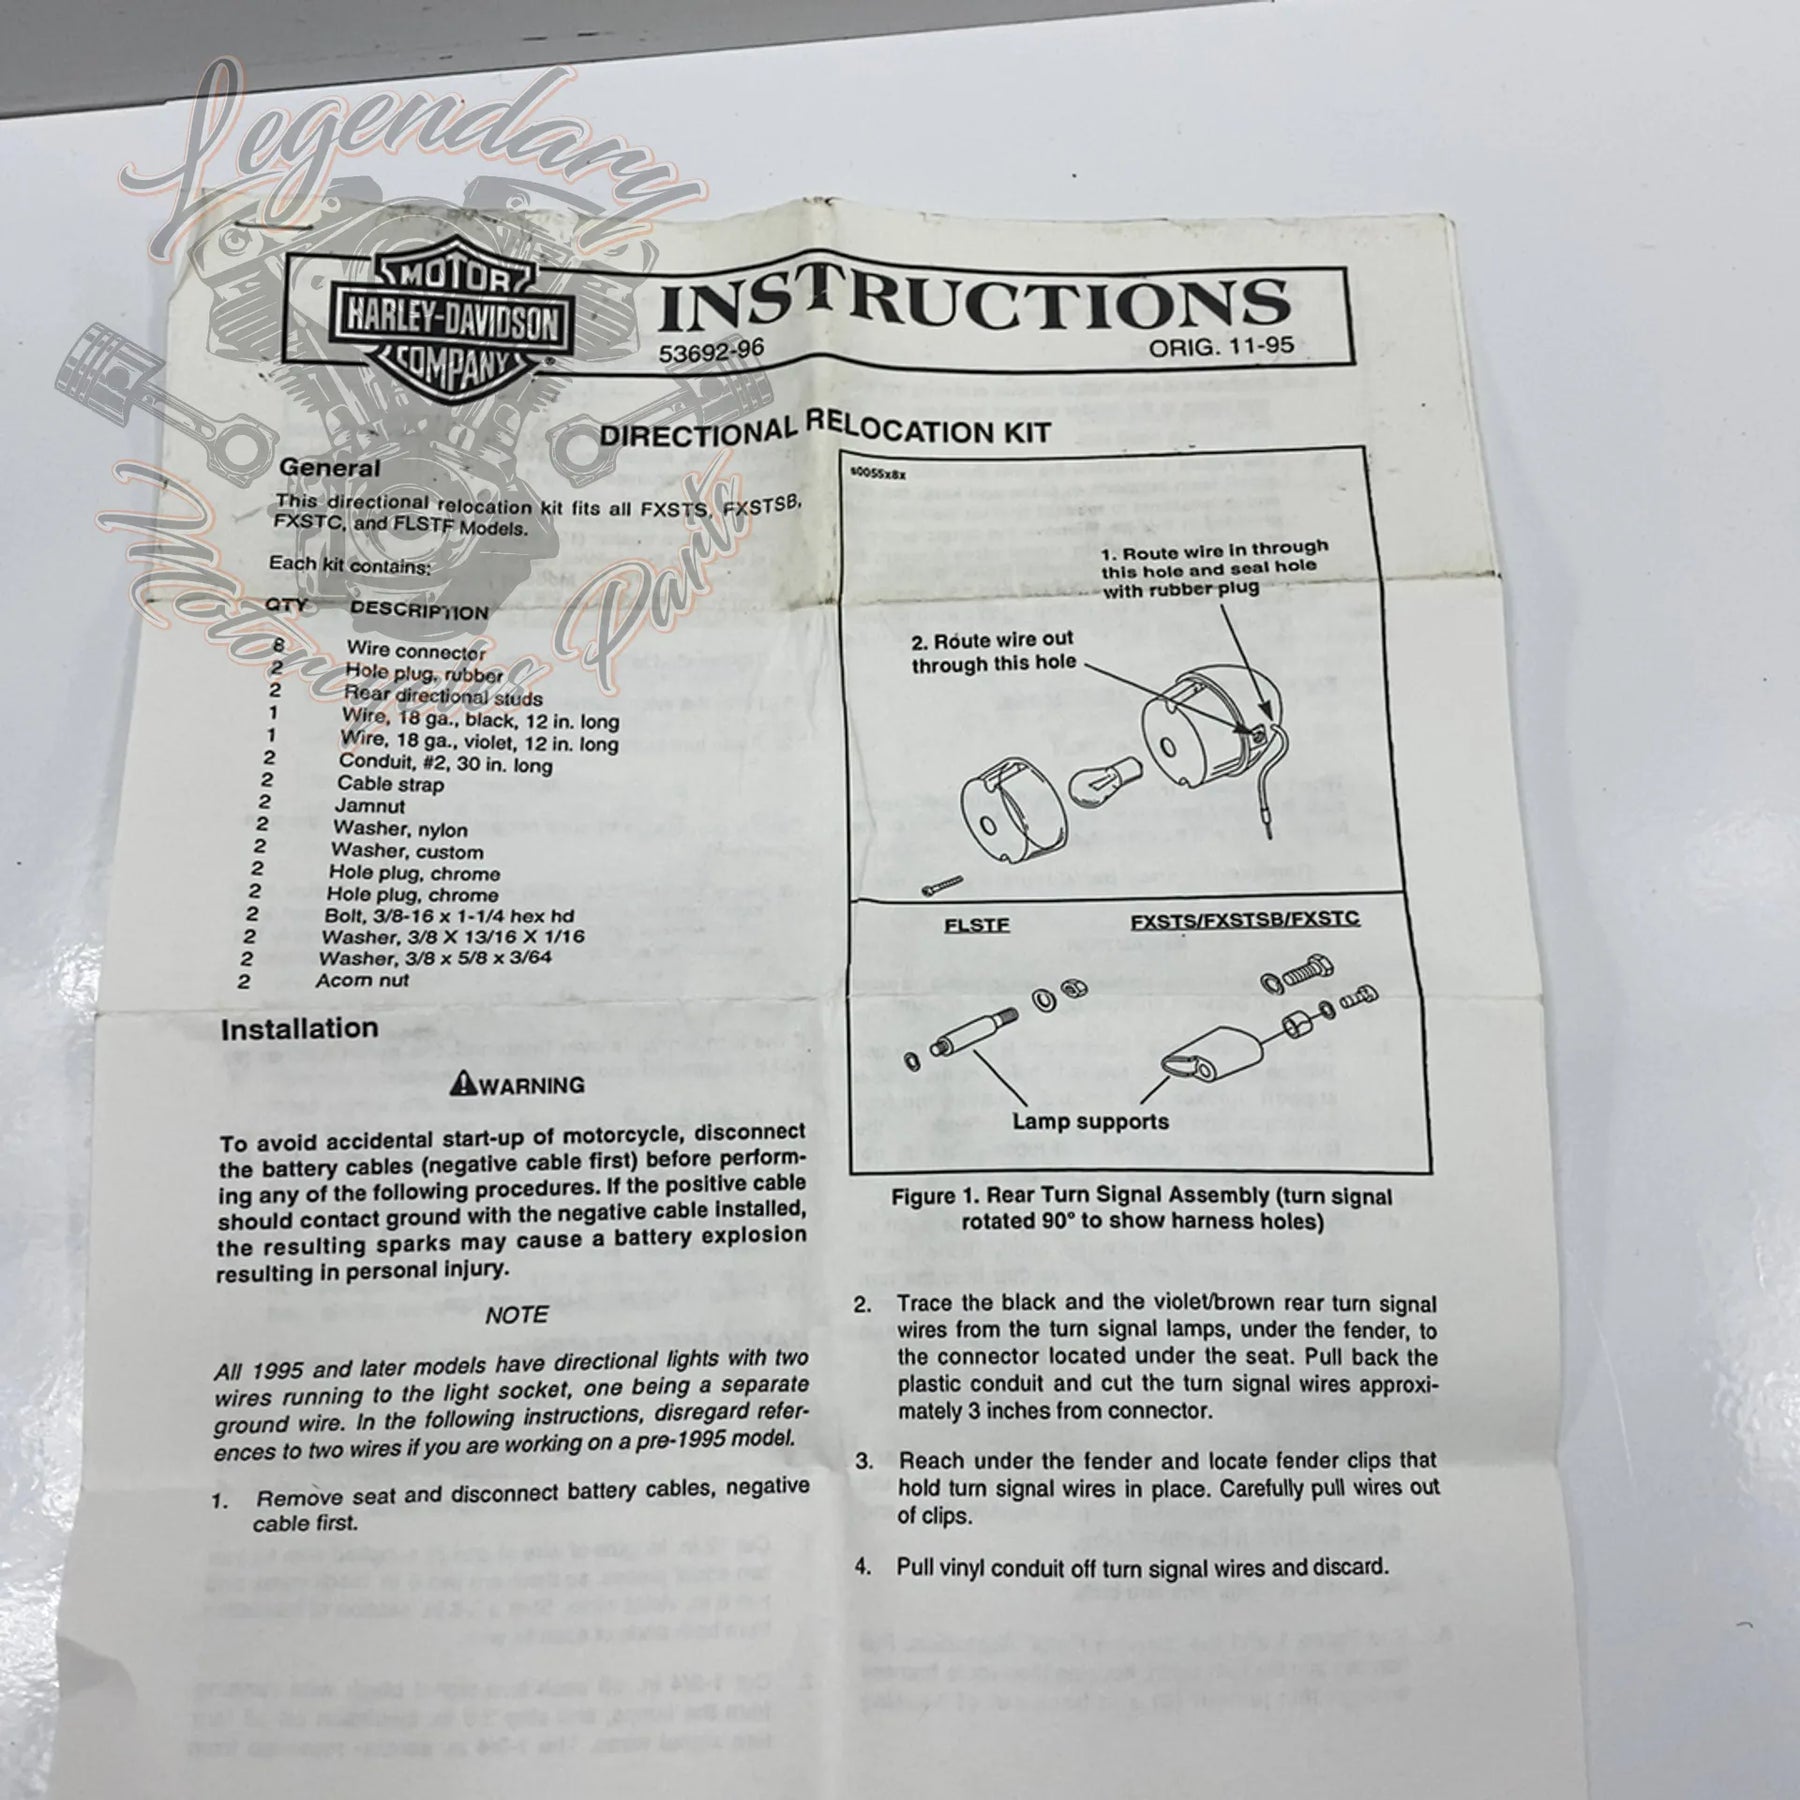 Legendary
Motorcycles Parts
MOTOR
HARLEY-DAVIDSON
COMPANY
®
INSTRUCTIONS
53692-96
ORIG. 11-95
DIRECTIONAL RELOCATION KIT
General
This directional relocation kit fits all FXSTS, FXSTSB,
FXSTC, and FLSTF Models.
Each kit contains:
QTY DESCRIPTION
8 Wire connector
2 Hole plug, rubber
2 Rear directional studs
1 Wire, 18 ga., black, 12 in. long
1 Wire, 18 ga., violet, 12 in. long
2 Conduit, #2, 30 in. long
2 Cable strap
2 Jamnut
2 Washer, nylon
2 Washer, custom
2 Hole plug, chrome
2 Hole plug, chrome
2 Bolt, 3/8-16 x 1-1/4 hex hd
2 Washer, 3/8 X 13/16 X 1/16
2 Washer, 3/8 x 5/8 x 3/64
2 Acorn nut
Installation
WARNING
To avoid accidental start-up of motorcycle, disconnect
the battery cables (negative cable first) before perform-
ing any of the following procedures. If the positive cable
should contact ground with the negative cable installed,
the resulting sparks may cause a battery explosion
resulting in personal injury.
NOTE
All 1995 and later models have directional lights with two
wires running to the light socket, one being a separate
ground wire. In the following instructions, disregard refer-
ences to two wires if you are working on a pre-1995 model.
1. Remove seat and disconnect battery cables, negative
cable first.
s0055x8x
1. Route wire in through
this hole and seal hole
with rubber plug
2. Route wire out
through this hole
FLSTF
FXSTS/FXSTSB/FXSTC
Lamp supports
Figure 1. Rear Turn Signal Assembly (turn signal
rotated 90° to show harness holes)
2. Trace the black and the violet/brown rear turn signal
wires from the turn signal lamps, under the fender, to
the connector located under the seat. Pull back the
plastic conduit and cut the turn signal wires approxi-
mately 3 inches from connector.
3. Reach under the fender and locate fender clips that
hold turn signal wires in place. Carefully pull wires out
of clips.
4. Pull vinyl conduit off turn signal wires and discard.